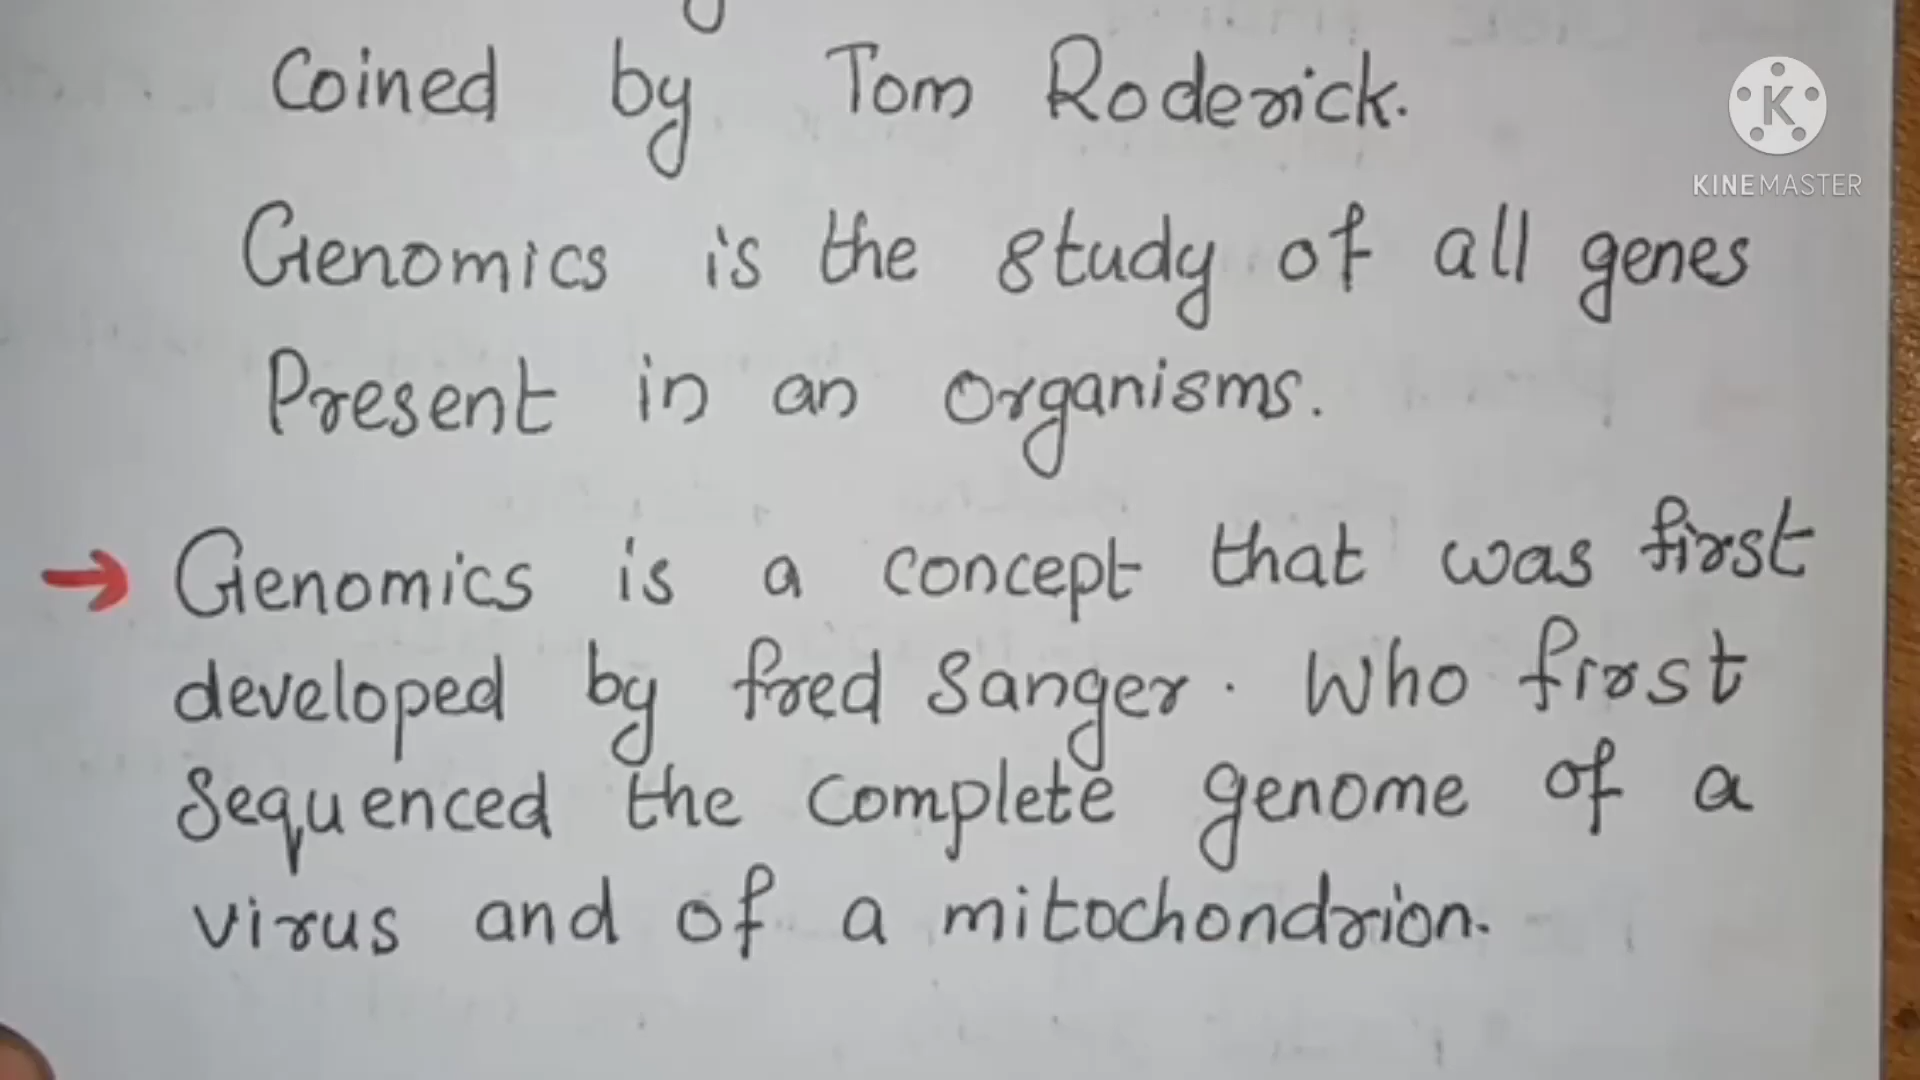 Coined by Tom Roderick.
Genomics is the study of all genes
Present in an organisms.
→ Genomics is a concept that was first
developed by fred Sanger. Who first
Sequenced the complete genome of a
virus and of a mitochondrion.
K
KINEMASTER